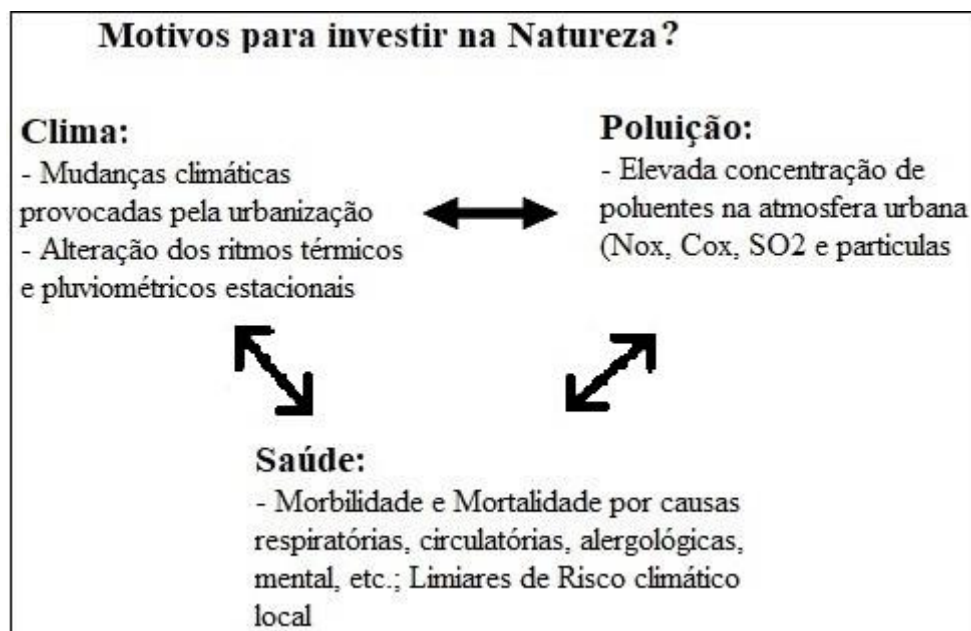 Motivos para investir na Natureza?
Clima:
- Mudanças climáticas
provocadas pela urbanização
- Alteração dos ritmos térmicos
e pluviométricos estacionais
Poluição:
- Elevada concentração de
poluentes na atmosfera urbana
(Nox, Cox, SO2 e particulas
Saúde:
- Morbilidade e Mortalidade por causas
respiratórias, circulatórias, alergológicas,
mental, etc.; Limiares de Risco climático
local